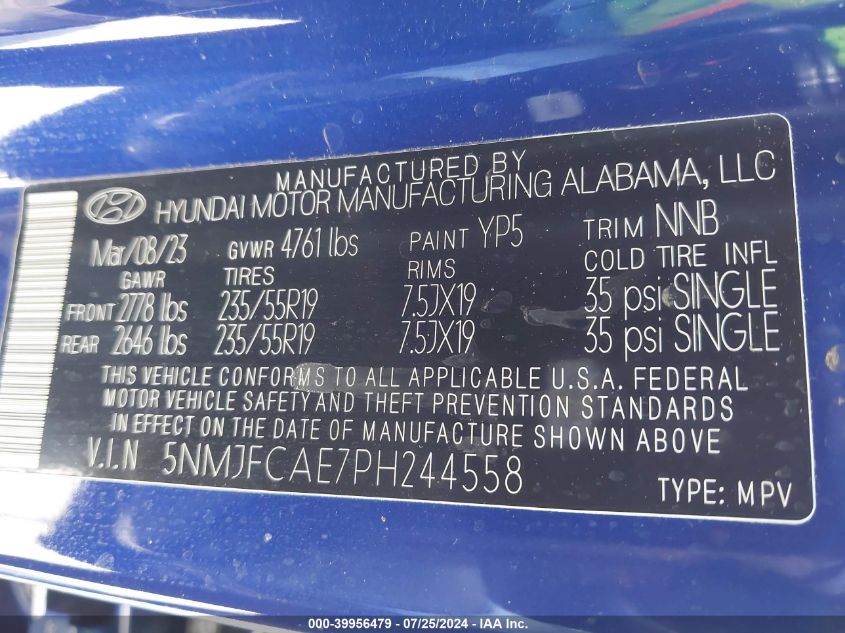 MANUFACTURED BY
HYUNDAI MOTOR MANUFACTURING ALABAMA, LLC
Mar/08/23 GVWR 4761 lbs PAINT YP5 TRIM NNB
GAWR TIRES RIMS COLD TIRE INFL
FRONT 2778 lbs 235/55R19 7.5JX19 35 psi SINGLE
REAR 2646 lbs 235/55R19 7.5JX19 35 psi SINGLE
THIS VEHICLE CONFORMS TO ALL APPLICABLE U.S.A. FEDERAL
MOTOR VEHICLE SAFETY AND THEFT PREVENTION STANDARDS
IN EFFECT ON THE DATE OF MANUFACTURE SHOWN ABOVE
V.I.N 5NMJFCAE7PH244558
TYPE: MPV
000-39956479 - 07/25/2024 - IAA Inc.